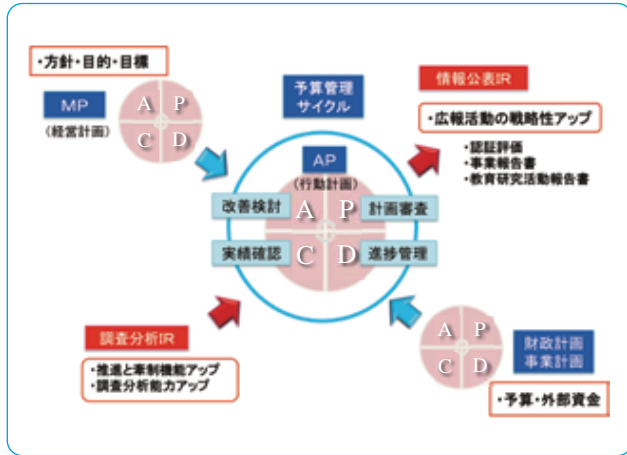 ・方針・目的・目標
MP
(経営計画)
A P
C D
予算管理
サイクル
情報公表IR
・広報活動の戦略性アップ
・認証評価
・事業報告書
・教育研究活動報告書
AP
(行動計画)
改善検討
A P
計画審査
実績確認
C D
進捗管理
調査分析IR
・推進と牽制機能アップ
・調査分析能力アップ
A P
C D
財政計画
事業計画
・予算・外部資金